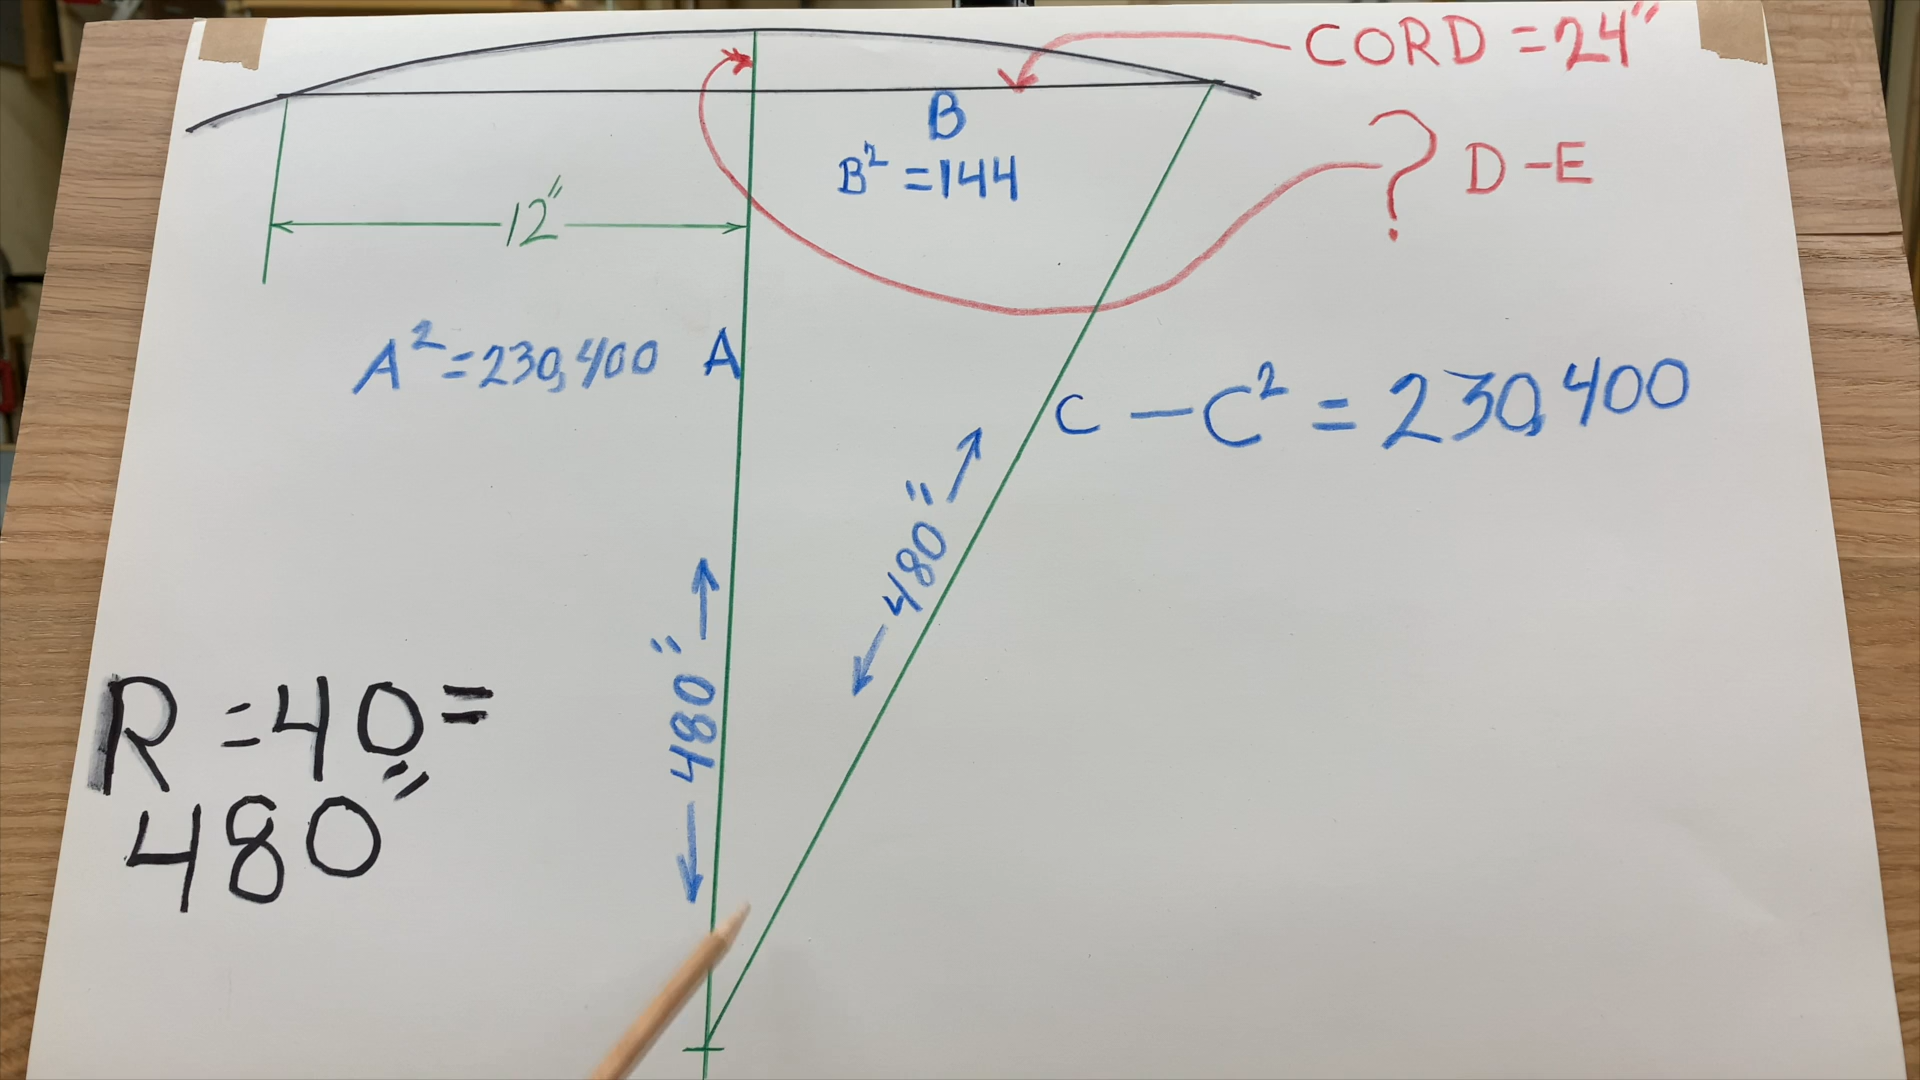 CORD = 24"
B
B² = 144
? D - E
12"
A² = 230,400
A
C - C² = 230,400
480"
480"
R = 40 =
480"